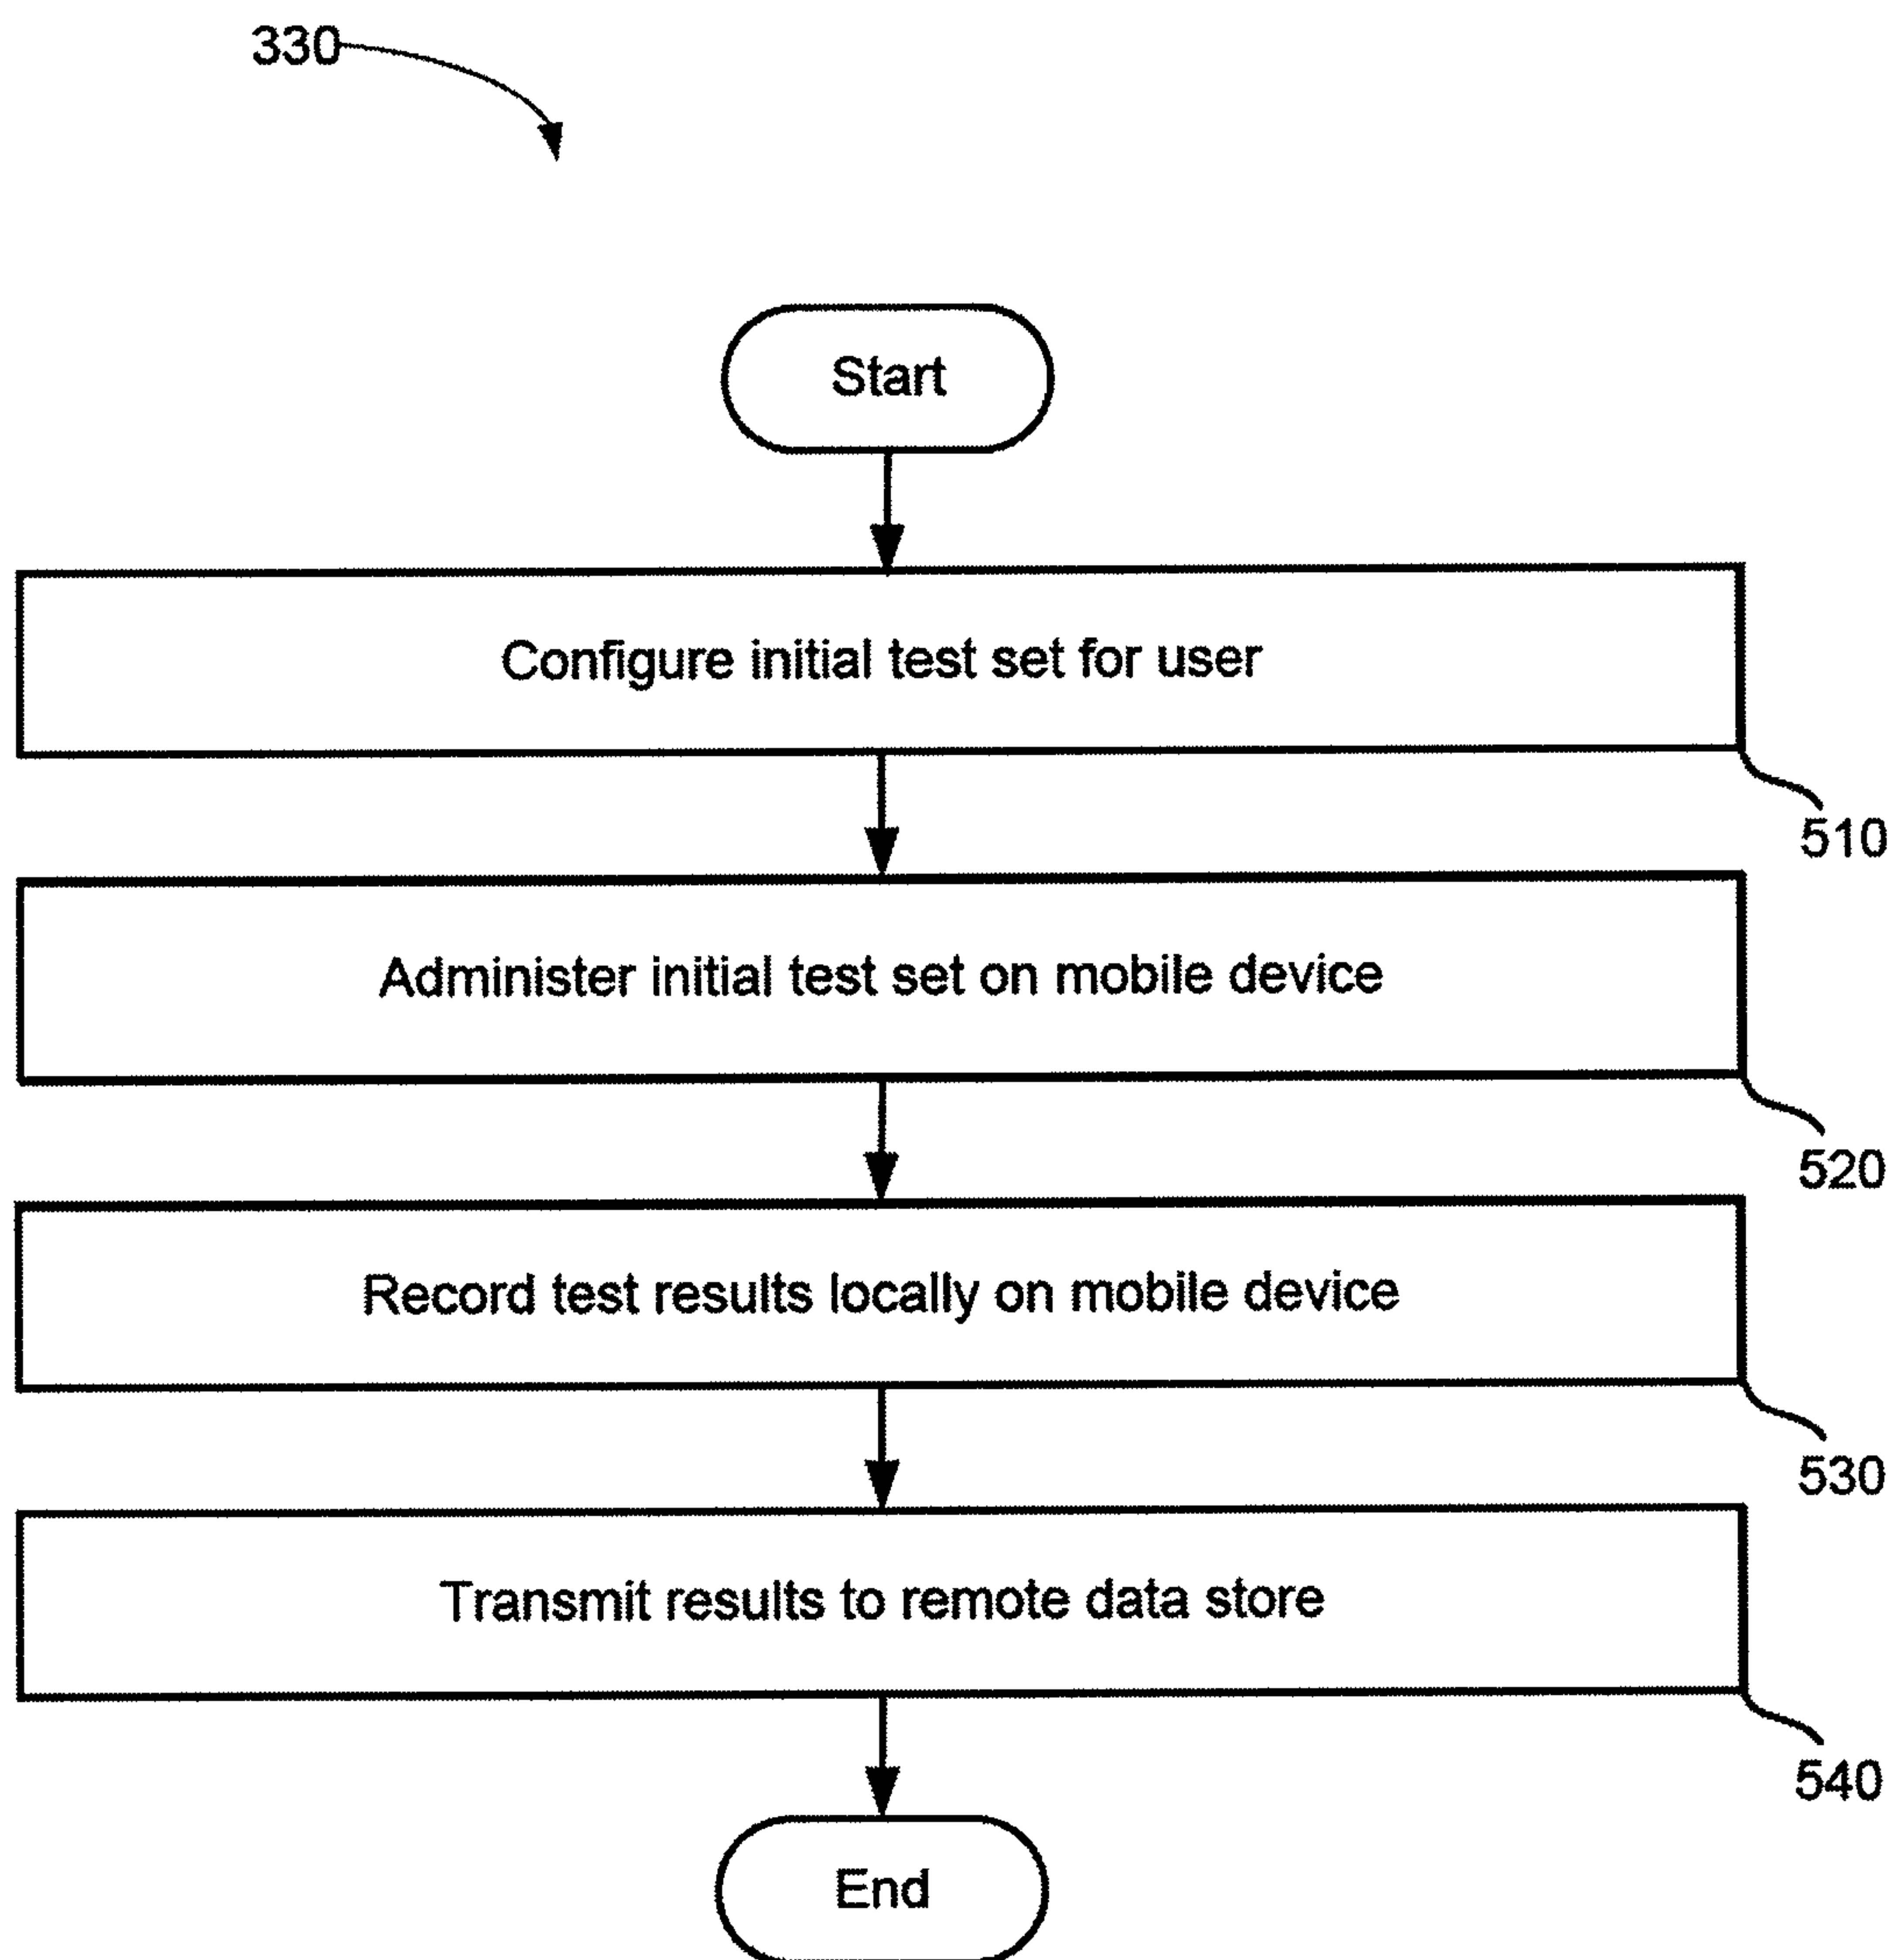 330
Start
Configure initial test set for user
510
Administer initial test set on mobile device
520
Record test results locally on mobile device
530
Transmit results to remote data store
540
End